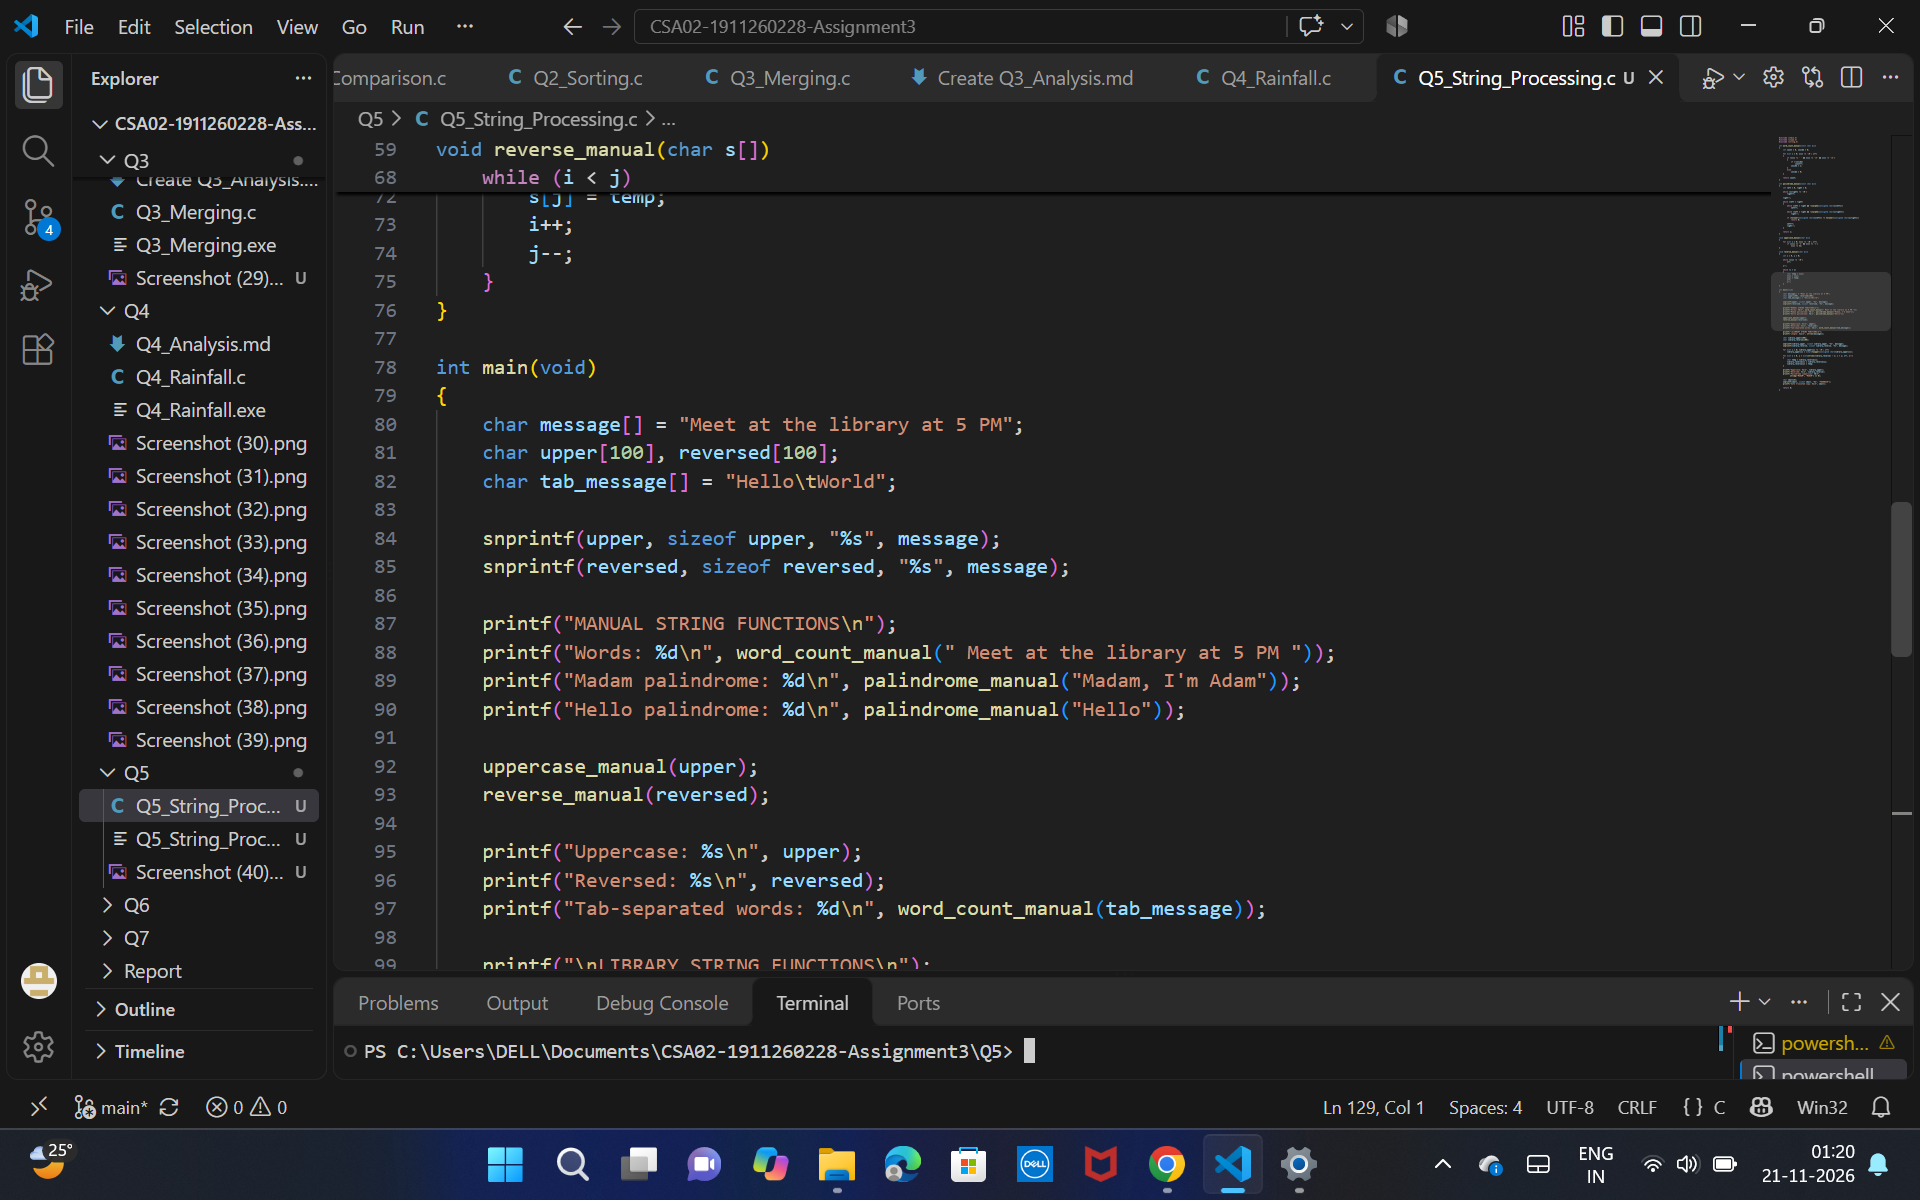 File Edit Selection View Go Run ...
CSA02-1911260228-Assignment3
Explorer
Comparison.c
Q2_Sorting.c
Q3_Merging.c
Create Q3_Analysis.md
Q4_Rainfall.c
Q5_String_Processing.c U
Q5 > C Q5_String_Processing.c > ...
CSA02-1911260228-Ass...
Q3
Create Q3_Analysis....
Q3_Merging.c
Q3_Merging.exe
Screenshot (29)... U
Q4
Q4_Analysis.md
Q4_Rainfall.c
Q4_Rainfall.exe
Screenshot (30).png
Screenshot (31).png
Screenshot (32).png
Screenshot (33).png
Screenshot (34).png
Screenshot (35).png
Screenshot (36).png
Screenshot (37).png
Screenshot (38).png
Screenshot (39).png
Q5
Q5_String_Proc... U
Q5_String_Proc... U
Screenshot (40)... U
Q6
Q7
Report
Outline
Timeline
4
59 void reverse_manual(char s[])
68 while (i < j)
72 s[j] = temp;
73 i++;
74 j--;
75 }
76 }
77
78 int main(void)
79 {
80 char message[] = "Meet at the library at 5 PM";
81 char upper[100], reversed[100];
82 char tab_message[] = "Hello\tWorld";
83
84 snprintf(upper, sizeof upper, "%s", message);
85 snprintf(reversed, sizeof reversed, "%s", message);
86
87 printf("MANUAL STRING FUNCTIONS\n");
88 printf("Words: %d\n", word_count_manual(" Meet at the library at 5 PM "));
89 printf("Madam palindrome: %d\n", palindrome_manual("Madam, I'm Adam"));
90 printf("Hello palindrome: %d\n", palindrome_manual("Hello"));
91
92 uppercase_manual(upper);
93 reverse_manual(reversed);
94
95 printf("Uppercase: %s\n", upper);
96 printf("Reversed: %s\n", reversed);
97 printf("Tab-separated words: %d\n", word_count_manual(tab_message));
98
99 printf("\nLIBRARY STRING FUNCTIONS\n");
Problems Output Debug Console Terminal Ports
PS C:\Users\DELL\Documents\CSA02-1911260228-Assignment3\Q5>
powersh...
powershell
main* 0 0
Ln 129, Col 1 Spaces: 4 UTF-8 CRLF {} C Win32
25°
DELL
ENG
IN
01:20
21-11-2026